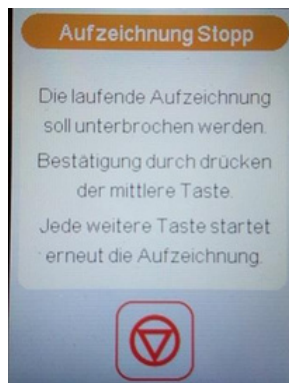 Aufzeichnung Stopp
Die laufende Aufzeichnung
soll unterbrochen werden.
Bestätigung durch drücken
der mittlere Taste.
Jede weitere Taste startet
erneut die Aufzeichnung.